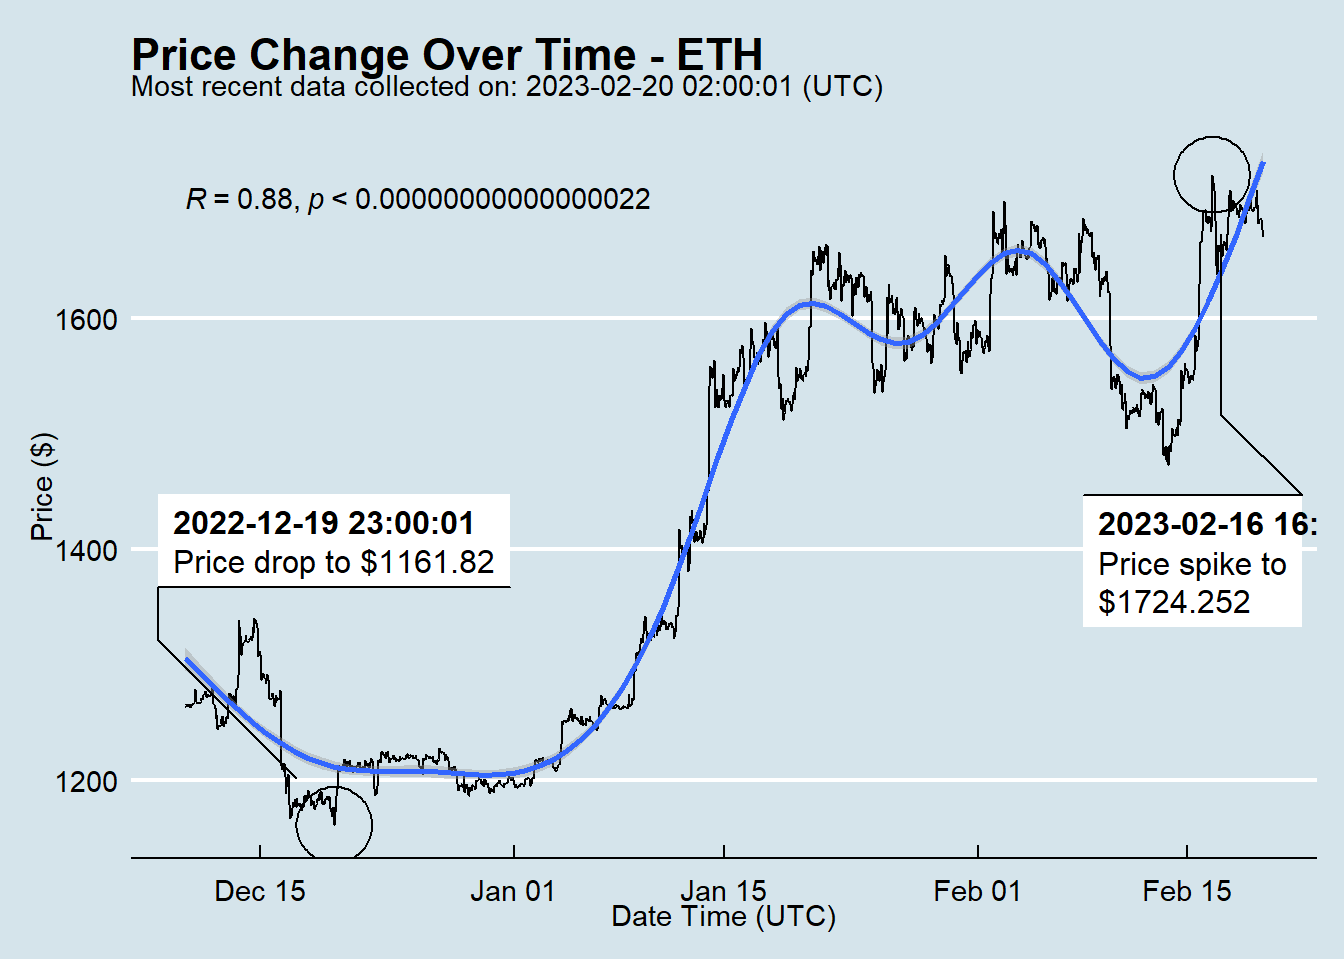 Price Change Over Time - ETH
Most recent data collected on: 2023-02-20 02:00:01 (UTC)
R = 0.88, p < 0.00000000000000022
1600
1400
1200
Price ($)
2022-12-19 23:00:01
Price drop to $1161.82
2023-02-16 16:
Price spike to
$1724.252
Dec 15
Jan 01
Jan 15
Feb 01
Feb 15
Date Time (UTC)